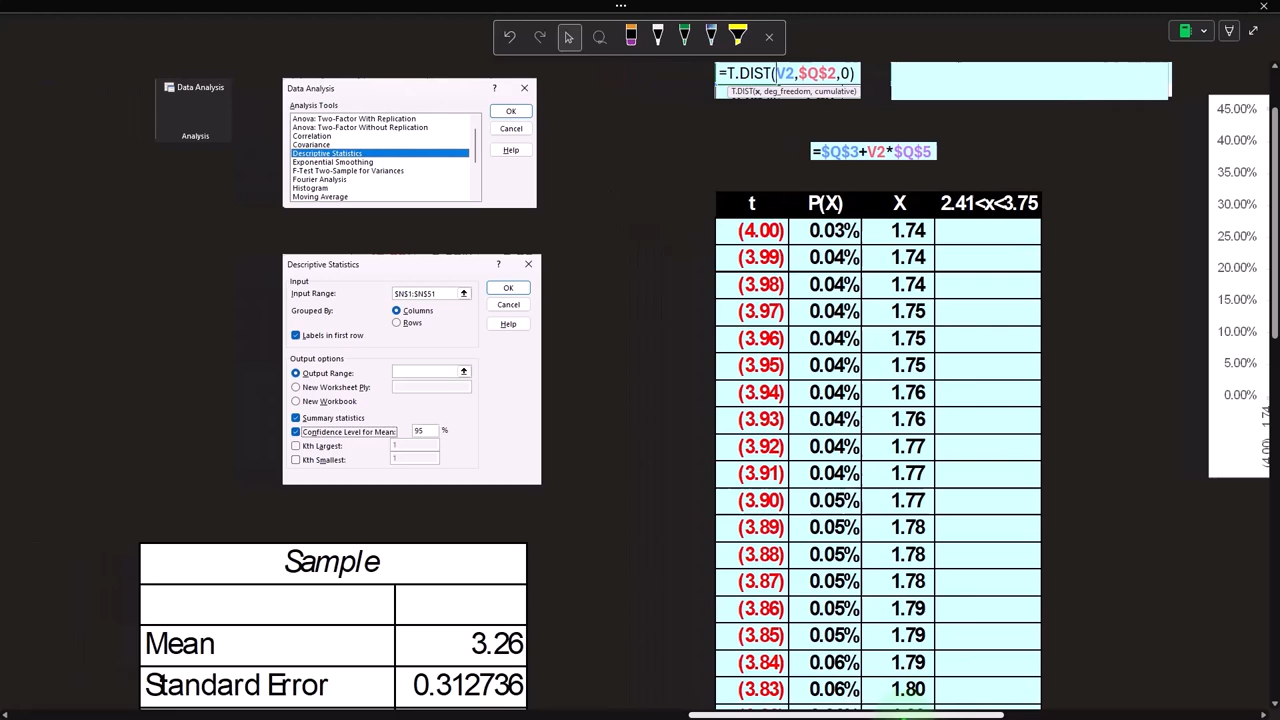 Data Analysis
Analysis
Data Analysis
?
Analysis Tools
Anova: Two-Factor With Replication
Anova: Two-Factor Without Replication
Correlation
Covariance
Descriptive Statistics
Exponential Smoothing
F-Test Two-Sample for Variances
Fourier Analysis
Histogram
Moving Average
OK
Cancel
Help
Descriptive Statistics
?
Input
Input Range:
$N$1:$N$51
Grouped By:
Columns
Rows
Labels in first row
OK
Cancel
Help
Output options
Output Range:
New Worksheet Ply:
New Workbook
Summary statistics
Confidence Level for Mean:
95 %
Kth Largest:
1
Kth Smallest:
1
Sample
Mean 3.26
Standard Error 0.312736
=T.DIST(V2,$Q$2,0)
T.DIST(x, deg_freedom, cumulative)
=$Q$3+V2*$Q$5
t P(X) X 2.41<x<3.75
(4.00) 0.03% 1.74
(3.99) 0.04% 1.74
(3.98) 0.04% 1.74
(3.97) 0.04% 1.75
(3.96) 0.04% 1.75
(3.95) 0.04% 1.75
(3.94) 0.04% 1.76
(3.93) 0.04% 1.76
(3.92) 0.04% 1.77
(3.91) 0.04% 1.77
(3.90) 0.05% 1.77
(3.89) 0.05% 1.78
(3.88) 0.05% 1.78
(3.87) 0.05% 1.78
(3.86) 0.05% 1.79
(3.85) 0.05% 1.79
(3.84) 0.06% 1.79
(3.83) 0.06% 1.80
45.00%
40.00%
35.00%
30.00%
25.00%
20.00%
15.00%
10.00%
5.00%
0.00%
(4.00) 1.74